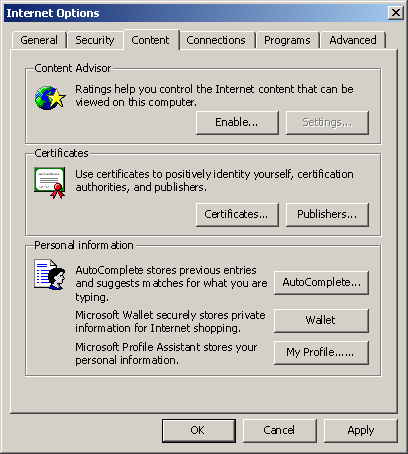 Internet Options
General Security Content Connections Programs Advanced
Content Advisor
Ratings help you control the Internet content that can be
viewed on this computer.
Enable... Settings...
Certificates
Use certificates to positively identity yourself, certification
authorities, and publishers.
Certificates... Publishers...
Personal information
AutoComplete stores previous entries
and suggests matches for what you are
typing.
AutoComplete...
Microsoft Wallet securely stores private
information for Internet shopping.
Wallet
Microsoft Profile Assistant stores your
personal information.
My Profile......
OK Cancel Apply